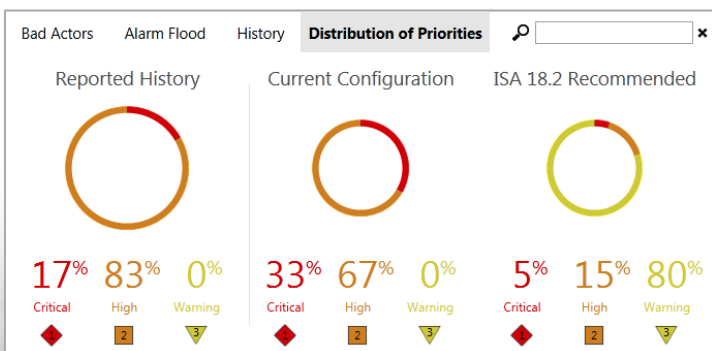 Bad Actors Alarm Flood History Distribution of Priorities
Reported History Current Configuration ISA 18.2 Recommended
17% 83% 0% 33% 67% 0% 5% 15% 80%
Critical High Warning Critical High Warning Critical High Warning
1 2 3 1 2 3 1 2 3